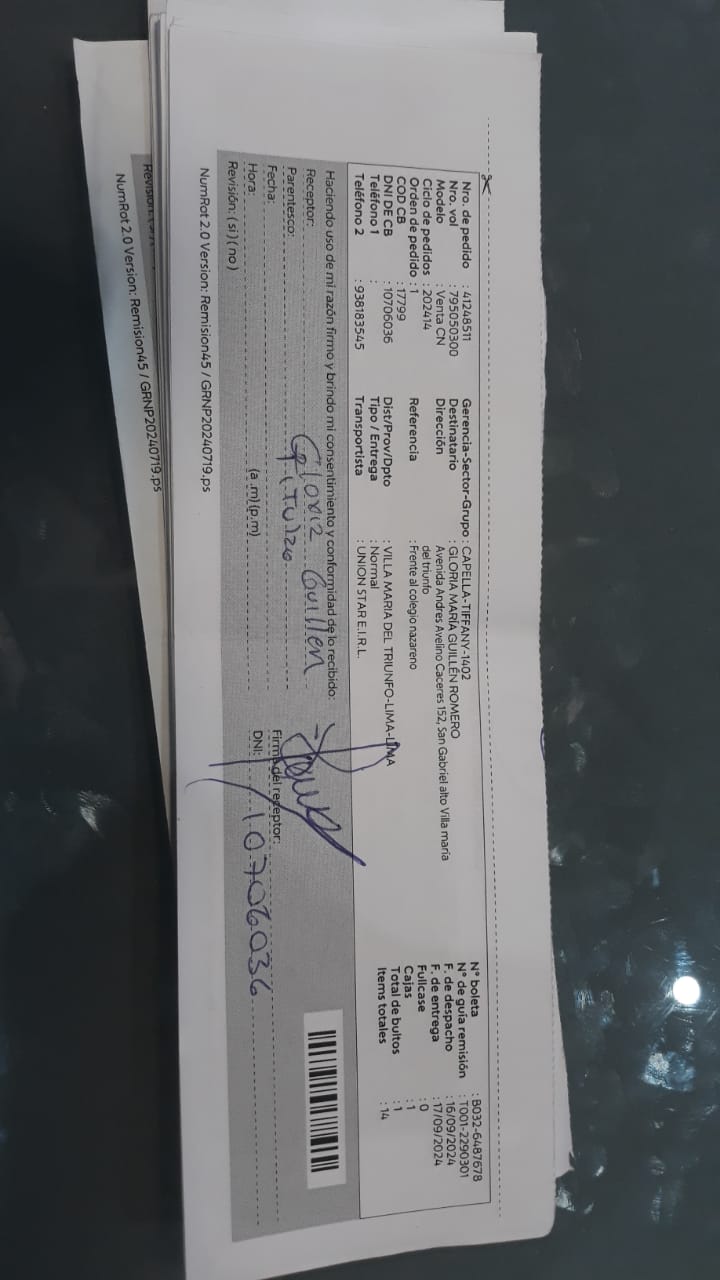 Nro. de pedido : 41248511
Nro. vol : 795050300
Modelo : Venta CN
Ciclo de pedidos : 202414
Orden de pedido : 1
COD CB : 17799
DNI DE CB : 10706036
Teléfono 1 :
Teléfono 2 : 938183545
Gerencia-Sector-Grupo : CAPELLA-TIFFANY-1402
Destinatario : GLORIA MARÍA GUILLÉN ROMERO
Dirección Avenida Andres Avelino Caceres 152, San Gabriel alto Villa maría
del triunfo
Referencia : Frente al colegio nazareno
Dist/Prov/Dpto : VILLA MARIA DEL TRIUNFO-LIMA-LIMA
Tipo / Entrega : Normal
Transportista : UNION STAR E.I.R.L.
N° boleta : B032-6487678
N° de guía remisión : T001-2290301
F. de despacho : 16/09/2024
F. de entrega : 17/09/2024
Fullcase : 0
Cajas : 1
Total de bultos : 1
Items totales : 14
Haciendo uso de mi razón firmo y brindo mi consentimiento y conformidad de lo recibido:
Receptor: Gloria Guillen
Parentesco: Titular
Fecha:
Hora: (a .m) (p.m)
Revisión: ( si ) ( no )
Firma del receptor:
DNI: 10706036
NumRot 2.0 Version: Remision45 / GRNP20240719.ps
NumRot 2.0 Version: Remision45 / GRNP20240719.ps